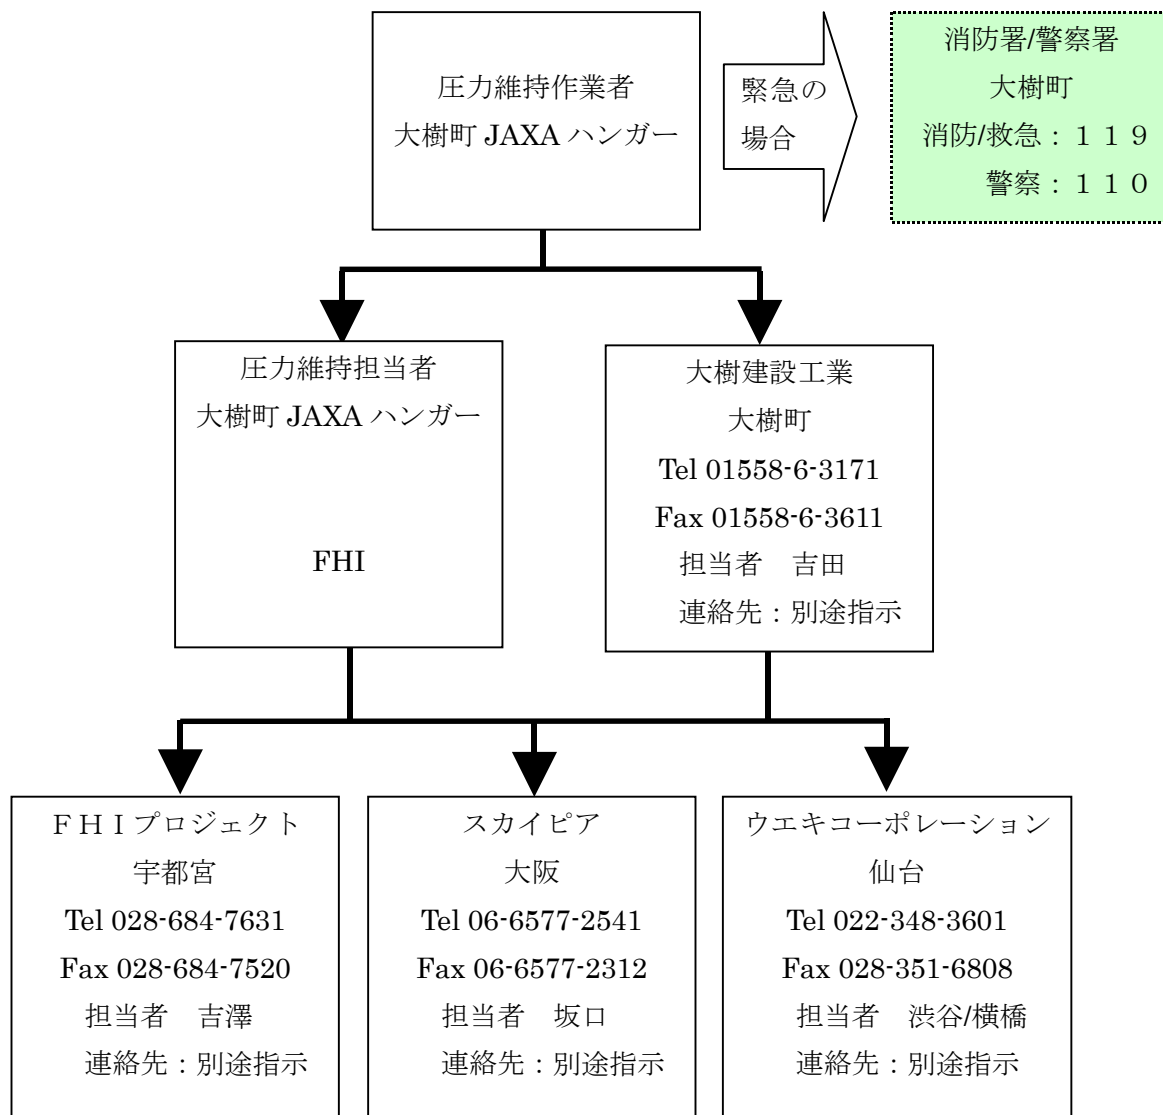 圧力維持作業者
大樹町 JAXA ハンガー
緊急の
場合
消防署/警察署
大樹町
消防/救急：１１９
警察：１１０
圧力維持担当者
大樹町 JAXA ハンガー
FHI
大樹建設工業
大樹町
Tel 01558-6-3171
Fax 01558-6-3611
担当者　吉田
連絡先：別途指示
ＦＨＩプロジェクト
宇都宮
Tel 028-684-7631
Fax 028-684-7520
担当者　吉澤
連絡先：別途指示
スカイピア
大阪
Tel 06-6577-2541
Fax 06-6577-2312
担当者　坂口
連絡先：別途指示
ウエキコーポレーション
仙台
Tel 022-348-3601
Fax 028-351-6808
担当者　渋谷/横橋
連絡先：別途指示